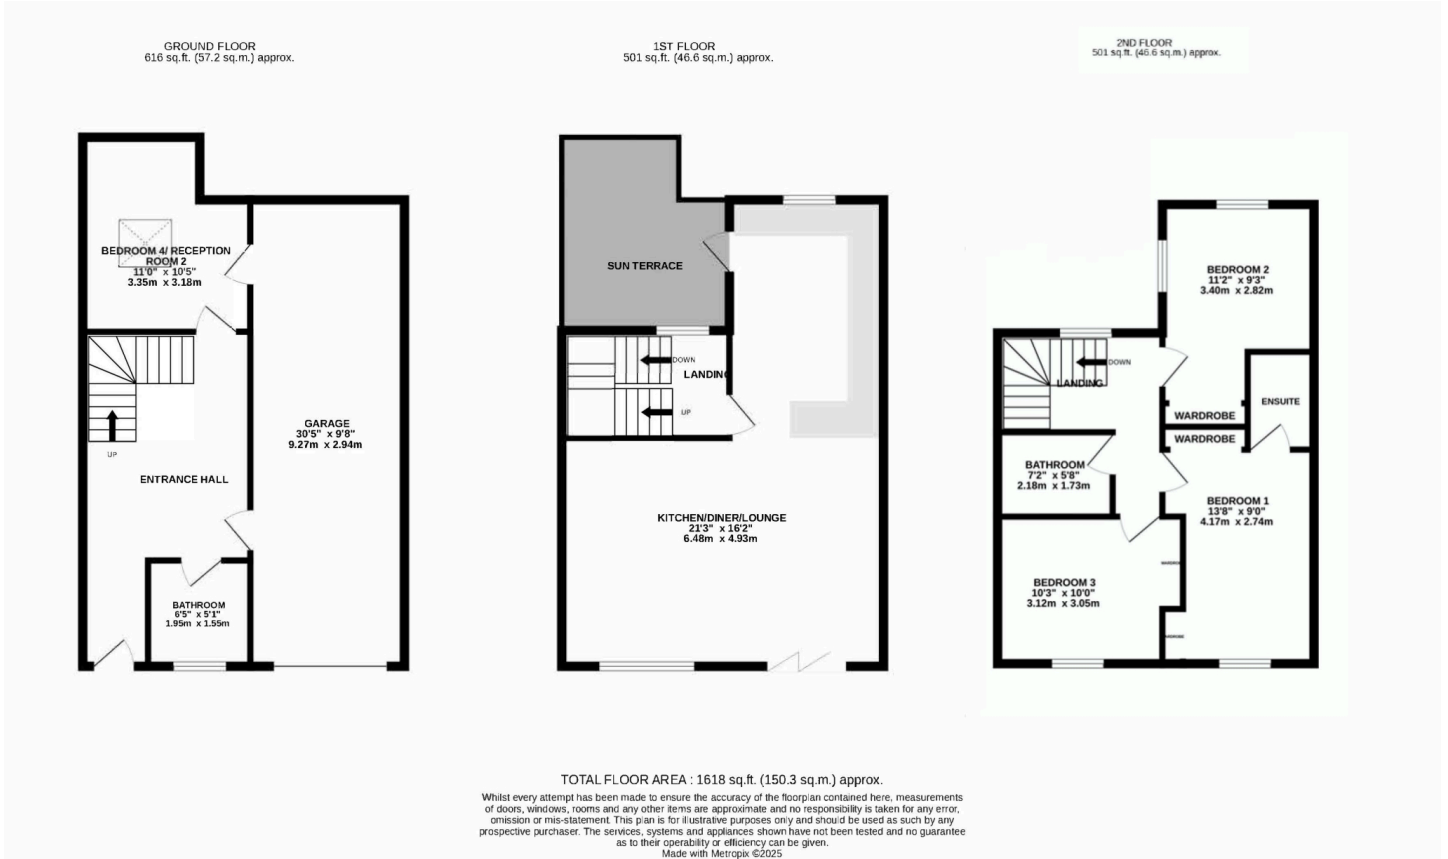 GROUND FLOOR
616 sq.ft. (57.2 sq.m.) approx.
BEDROOM 4/ RECEPTION
ROOM 2
11'0" x 10'5"
3.35m x 3.18m
UP
ENTRANCE HALL
GARAGE
30'5" x 9'8"
9.27m x 2.94m
BATHROOM
6'5" x 5'1"
1.95m x 1.55m
1ST FLOOR
501 sq.ft. (46.6 sq.m.) approx.
SUN TERRACE
DOWN
LANDING
UP
KITCHEN/DINER/LOUNGE
21'3" x 16'2"
6.48m x 4.93m
2ND FLOOR
501 sq.ft. (46.6 sq.m.) approx.
BEDROOM 2
11'2" x 9'3"
3.40m x 2.82m
DOWN
LANDING
WARDROBE
ENSUITE
WARDROBE
BATHROOM
7'2" x 5'8"
2.18m x 1.73m
BEDROOM 1
13'8" x 9'0"
4.17m x 2.74m
BEDROOM 3
10'3" x 10'0"
3.12m x 3.05m
TOTAL FLOOR AREA : 1618 sq.ft. (150.3 sq.m.) approx.
Whilst every attempt has been made to ensure the accuracy of the floorplan contained here, measurements
of doors, windows, rooms and any other items are approximate and no responsibility is taken for any error,
omission or mis-statement. This plan is for illustrative purposes only and should be used as such by any
prospective purchaser. The services, systems and appliances shown have not been tested and no guarantee
as to their operability or efficiency can be given.
Made with Metropix ©2025